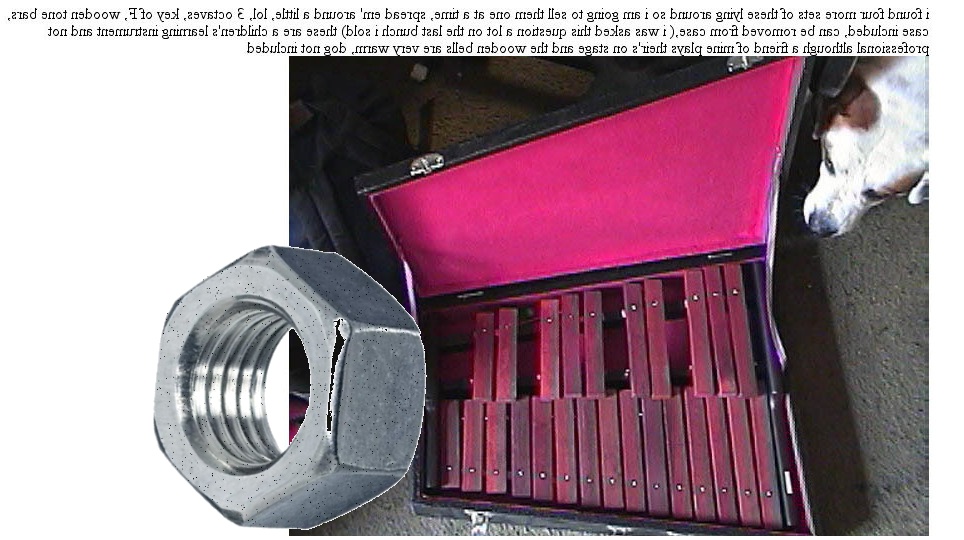 i found four more sets of these lying around so i am going to sell them one at a time, spread em' around a little, lol, 3 octaves, key of F, wooden tone bars,
case included, can be removed from case,( i was asked this question a lot on the last bunch i sold) these are a children's learning instrument and not
professional although a friend of mine plays their's on stage and the wooden bells are very warm, dog not included